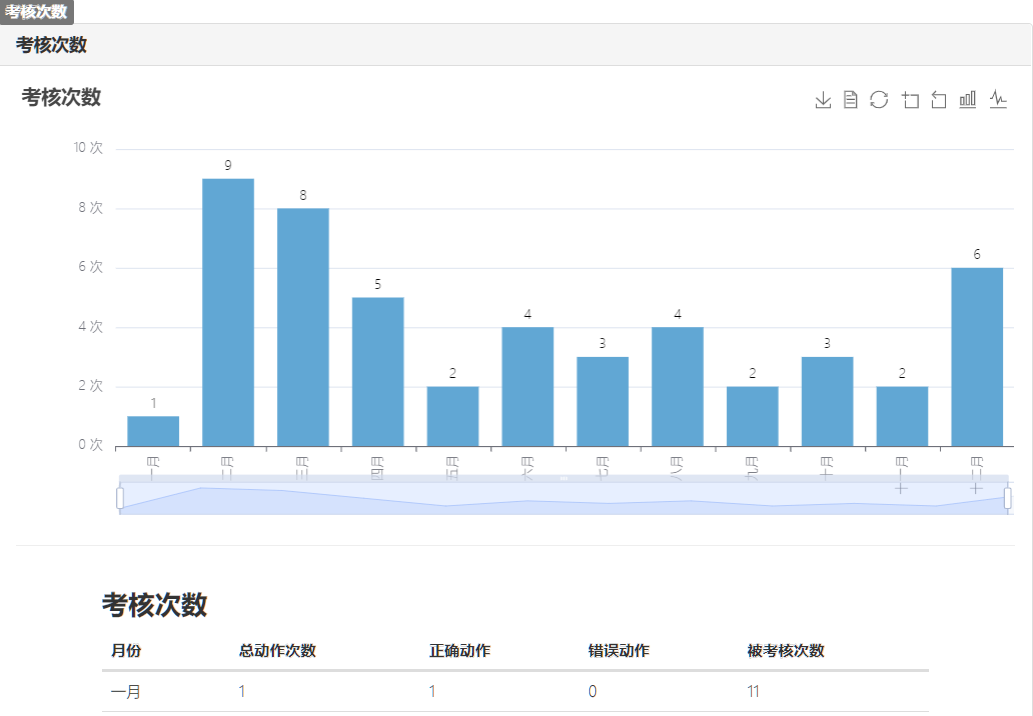 考核次数
考核次数
考核次数
10 次
8 次
6 次
4 次
2 次
0 次
1
9
8
5
2
4
3
4
2
3
2
6
一月
二月
三月
四月
五月
六月
七月
八月
九月
十月
十一月
十二月
考核次数
月份 总动作次数 正确动作 错误动作 被考核次数
一月 1 1 0 11